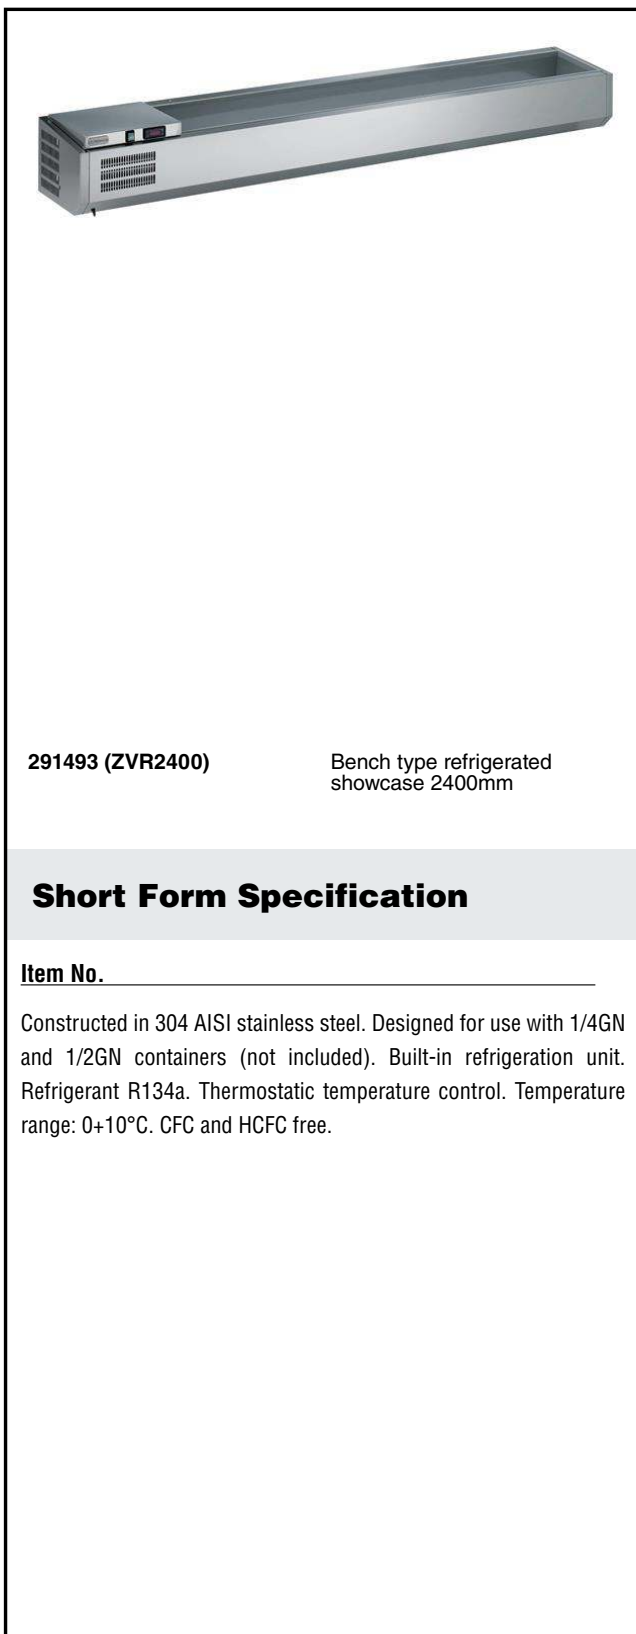 291493 (ZVR2400)
Bench type refrigerated
showcase 2400mm
Short Form Specification
Item No.
Constructed in 304 AISI stainless steel. Designed for use with 1/4GN
and 1/2GN containers (not included). Built-in refrigeration unit.
Refrigerant R134a. Thermostatic temperature control. Temperature
range: 0+10°C. CFC and HCFC free.